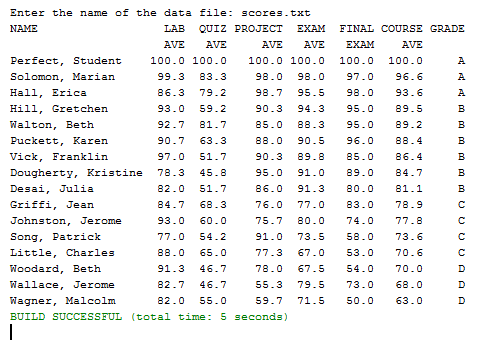 Enter the name of the data file: scores.txt
NAME LAB QUIZ PROJECT EXAM FINAL COURSE GRADE
AVE AVE AVE AVE EXAM AVE
Perfect, Student 100.0 100.0 100.0 100.0 100.0 100.0 A
Solomon, Marian 99.3 83.3 98.0 98.0 97.0 96.6 A
Hall, Erica 86.3 79.2 98.7 95.5 98.0 93.6 A
Hill, Gretchen 93.0 59.2 90.3 94.3 95.0 89.5 B
Walton, Beth 92.7 81.7 85.0 88.3 95.0 89.2 B
Puckett, Karen 90.7 63.3 88.0 90.5 96.0 88.4 B
Vick, Franklin 97.0 51.7 90.3 89.8 85.0 86.4 B
Dougherty, Kristine 78.3 45.8 95.0 91.0 89.0 84.7 B
Desai, Julia 82.0 51.7 86.0 91.3 80.0 81.1 B
Griffi, Jean 84.7 68.3 76.0 77.0 83.0 78.9 C
Johnston, Jerome 93.0 60.0 75.7 80.0 74.0 77.8 C
Song, Patrick 77.0 54.2 91.0 73.5 58.0 73.6 C
Little, Charles 88.0 65.0 77.3 67.0 53.0 70.6 C
Woodard, Beth 91.3 46.7 78.0 67.5 54.0 70.0 D
Wallace, Jerome 82.7 46.7 55.3 79.5 73.0 68.0 D
Wagner, Malcolm 82.0 55.0 59.7 71.5 50.0 63.0 D
BUILD SUCCESSFUL (total time: 5 seconds)